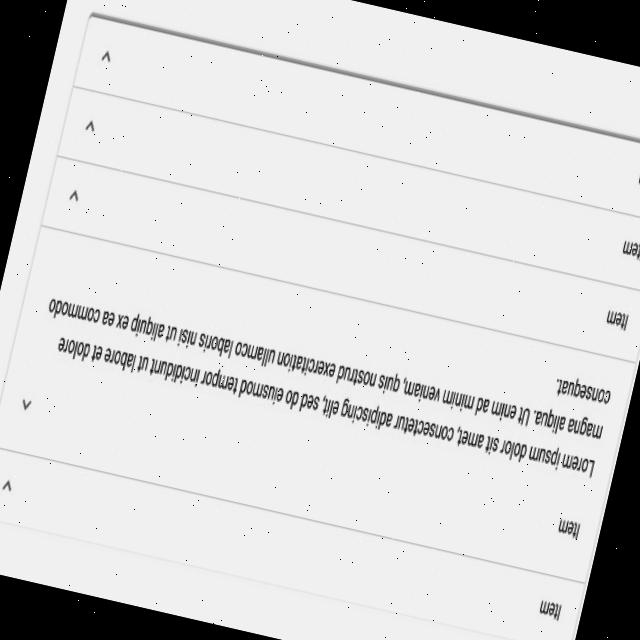 Item
Item
Lorem ipsum dolor sit amet, consectetur adipiscing elit, sed do eiusmod tempor incididunt ut labore et dolore
magna aliqua. Ut enim ad minim veniam, quis nostrud exercitation ullamco laboris nisi ut aliquip ex ea commodo
consequat.
Item
Item